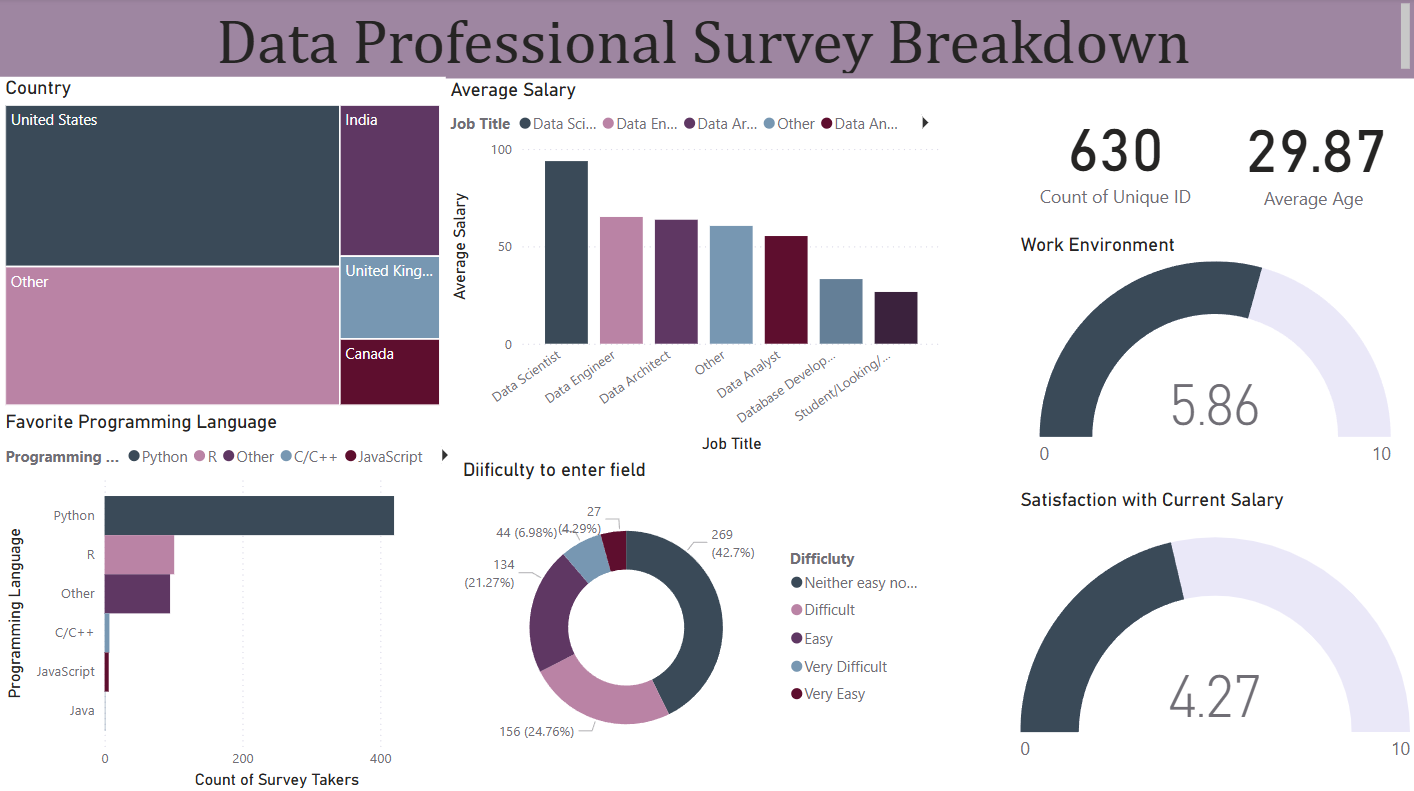 Data Professional Survey Breakdown
Country
United States
India
Other
United King...
Canada
Average Salary
Job Title Data Sci... Data En... Data Ar... Other Data An...
Average Salary
100
50
0
Data Scientist
Data Engineer
Data Architect
Other
Data Analyst
Database Develop...
Student/Looking/...
Job Title
630
Count of Unique ID
29.87
Average Age
Work Environment
5.86
0
10
Favorite Programming Language
Programming ... Python R Other C/C++ JavaScript
Programming Language
Python
R
Other
C/C++
JavaScript
Java
0 200 400
Count of Survey Takers
Diifficulty to enter field
27
(4.29%)
44 (6.98%)
134
(21.27%)
156 (24.76%)
269
(42.7%)
Difficluty
Neither easy no...
Difficult
Easy
Very Difficult
Very Easy
Satisfaction with Current Salary
4.27
0
10